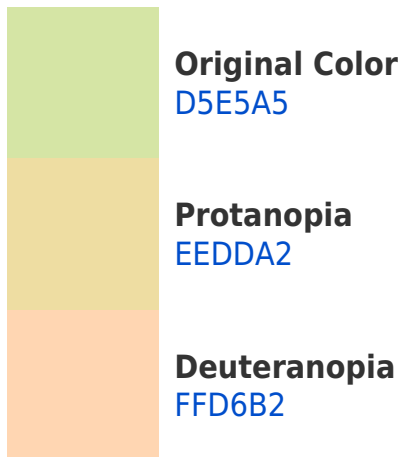 Original Color
D5E5A5
Protanopia
EEDDA2
Deuteranopia
FFD6B2